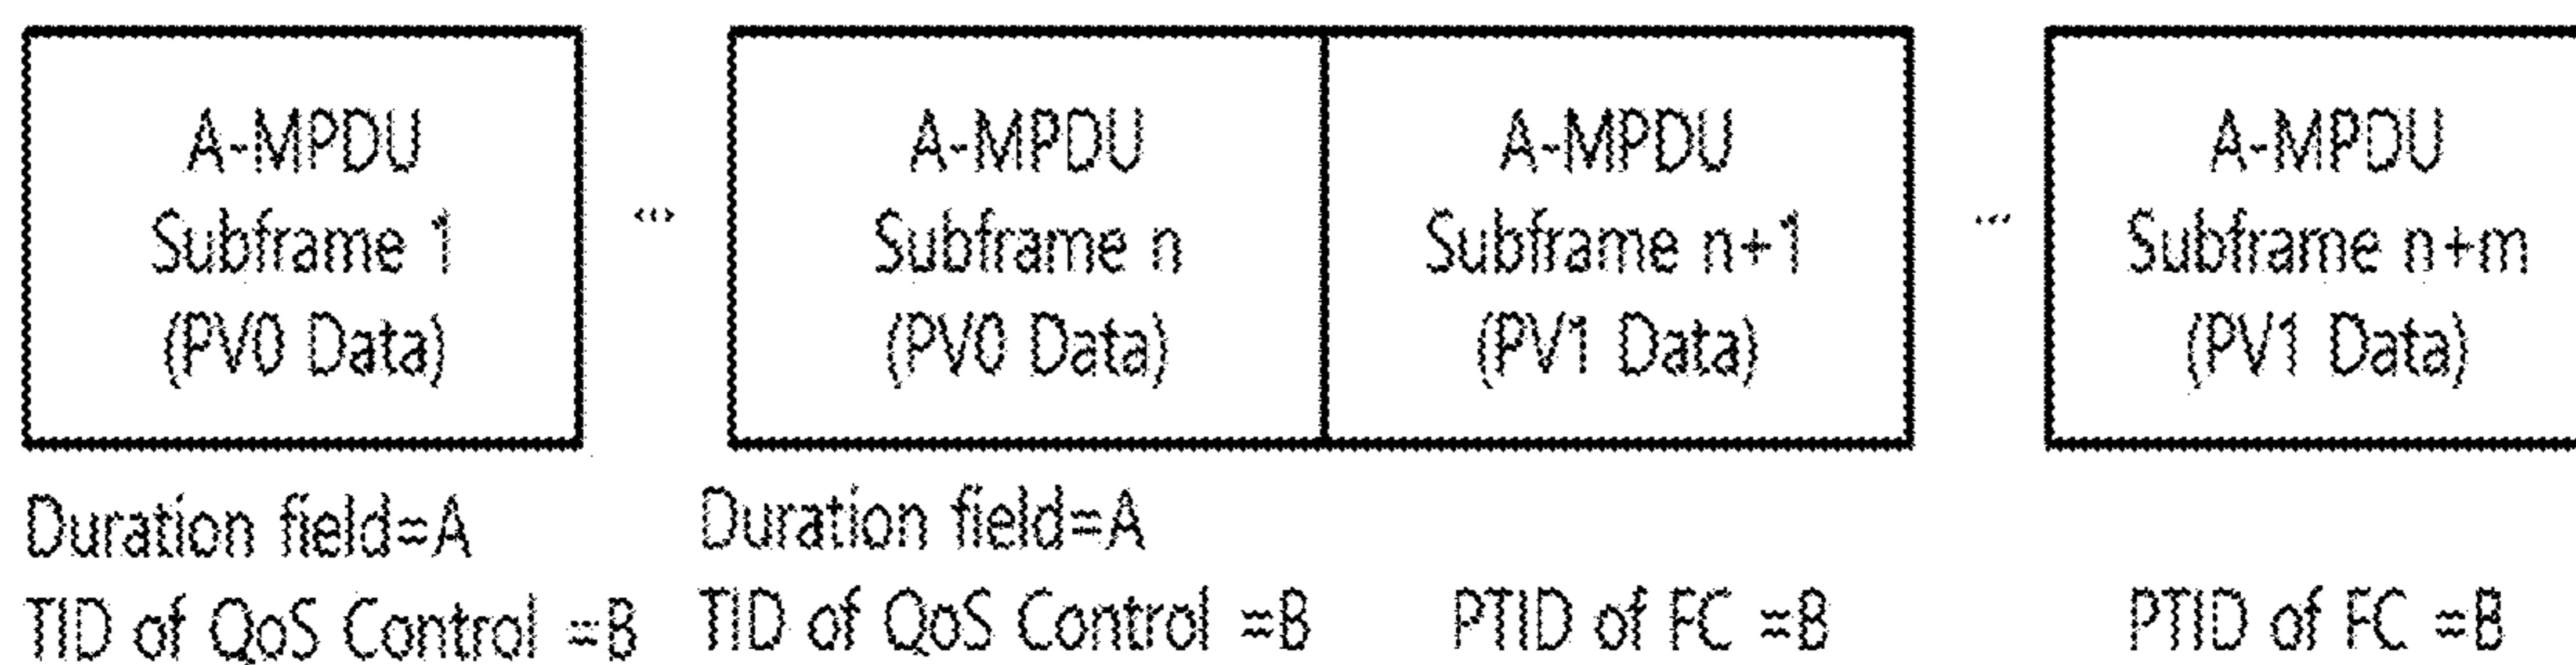 A-MPDU
Subframe 1
(PV0 Data)
...
A-MPDU
Subframe n
(PV0 Data)
A-MPDU
Subframe n+1
(PV1 Data)
...
A-MPDU
Subframe n+m
(PV1 Data)
Duration field=A
TID of QoS Control =B
Duration field=A
TID of QoS Control =B
PTID of FC =B
PTID of FC =B